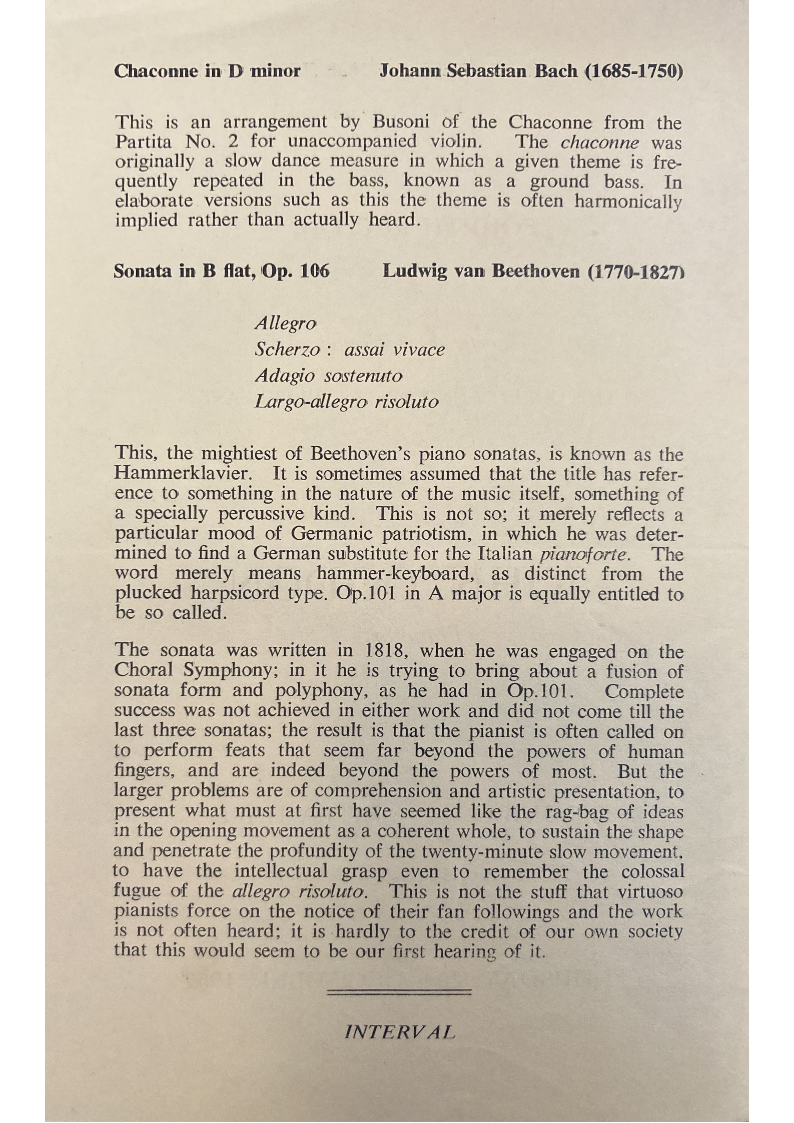 Chaconne in D minor Johann Sebastian Bach (1685-1750)
This is an arrangement by Busoni of the Chaconne from the
Partita No. 2 for unaccompanied violin. The chaconne was
originally a slow dance measure in which a given theme is fre-
quently repeated in the bass, known as a ground bass. In
elaborate versions such as this the theme is often harmonically
implied rather than actually heard.
Sonata in B flat, Op. 106 Ludwig van Beethoven (1770-1827)
Allegro
Scherzo : assai vivace
Adagio sostenuto
Largo-allegro risoluto
This, the mightiest of Beethoven's piano sonatas, is known as the
Hammerklavier. It is sometimes assumed that the title has refer-
ence to something in the nature of the music itself, something of
a specially percussive kind. This is not so; it merely reflects a
particular mood of Germanic patriotism, in which he was deter-
mined to find a German substitute for the Italian pianoforte. The
word merely means hammer-keyboard, as distinct from the
plucked harpsicord type. Op.101 in A major is equally entitled to
be so called.
The sonata was written in 1818, when he was engaged on the
Choral Symphony; in it he is trying to bring about a fusion of
sonata form and polyphony, as he had in Op.101. Complete
success was not achieved in either work and did not come till the
last three sonatas; the result is that the pianist is often called on
to perform feats that seem far beyond the powers of human
fingers, and are indeed beyond the powers of most. But the
larger problems are of comprehension and artistic presentation, to
present what must at first have seemed like the rag-bag of ideas
in the opening movement as a coherent whole, to sustain the shape
and penetrate the profundity of the twenty-minute slow movement,
to have the intellectual grasp even to remember the colossal
fugue of the allegro risoluto. This is not the stuff that virtuoso
pianists force on the notice of their fan followings and the work
is not often heard; it is hardly to the credit of our own society
that this would seem to be our first hearing of it.
INTERVAL